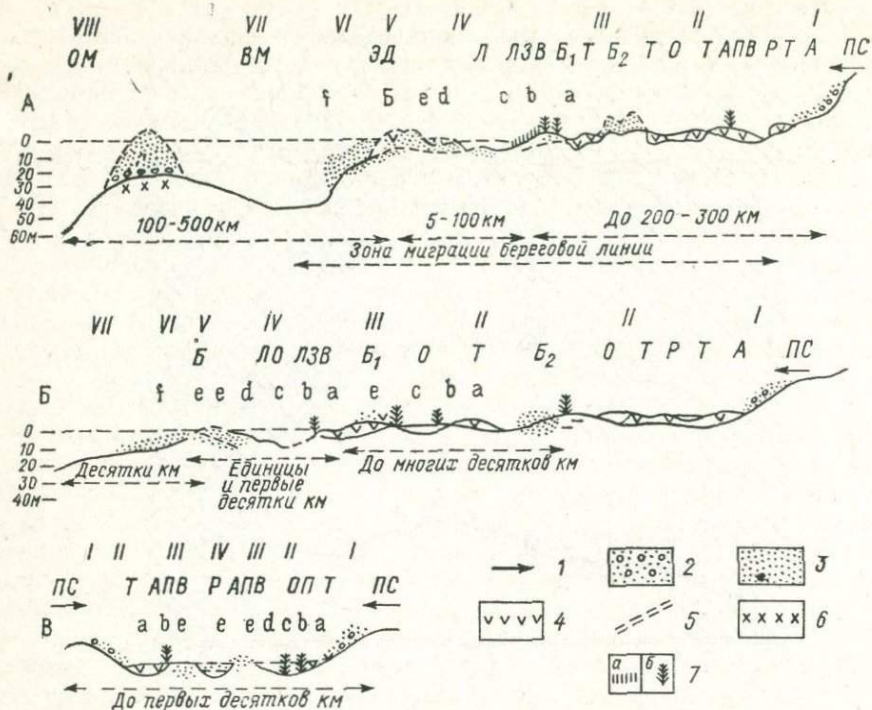 VIII VII VI V IV III II I
ОМ ВМ ЭД Л ЛЗВ Б₁ Т Б₂ Т О Т АПВ Р Т А ПС
А f Б e d c b a
0
10
20
30
40
50
60м
100-500 км 5-100 км До 200-300 км
Зона миграции береговой линии
VII VI V IV III II II I
Б ЛО ЛЗВ Б₁ О Т Б₂ О Т Р Т А ПС
Б f e e d c b a e c b a
0
10
20
30
40м
Десятки км Единицы и первые десятки км До многих десятков км
I II III IV III II I
ПС Т АПВ Р АПВ ОП Т ПС
В a b e e e d c b a
До первых десятков км
1 2 3
4 5 6
а б 7